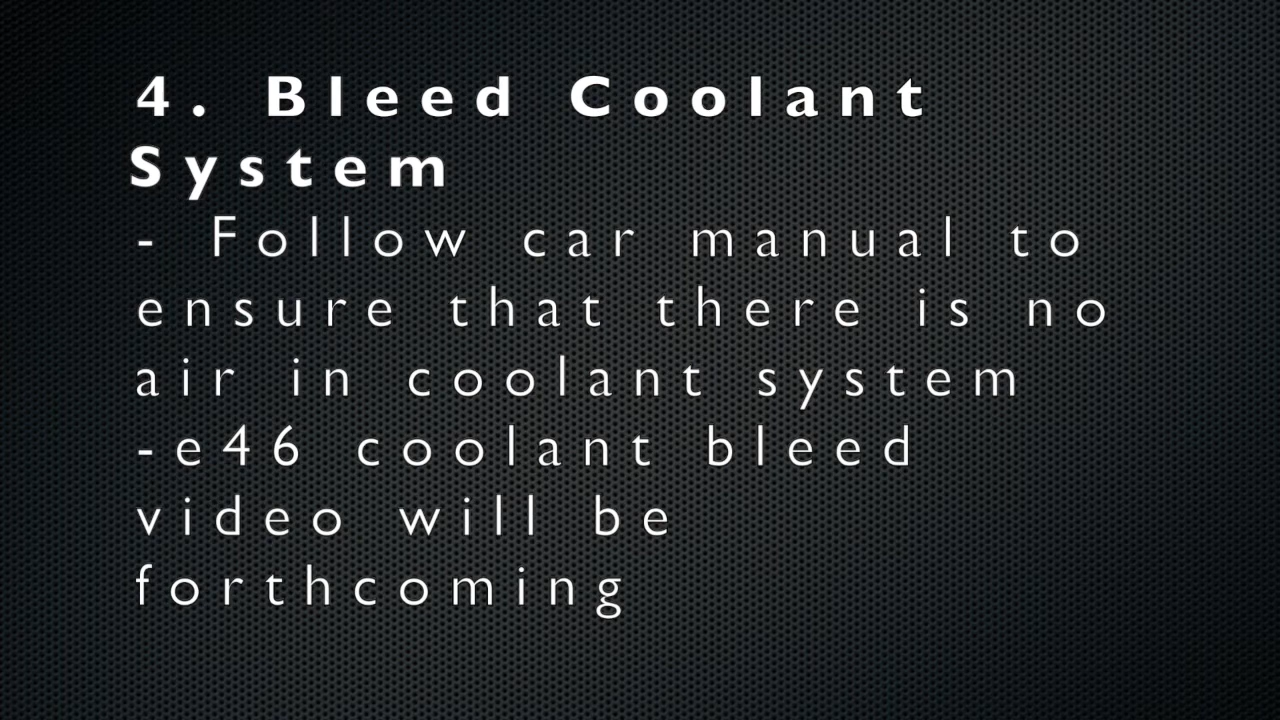 4. Bleed Coolant
System
- Follow car manual to
ensure that there is no
air in coolant system
-e46 coolant bleed
video will be
forthcoming